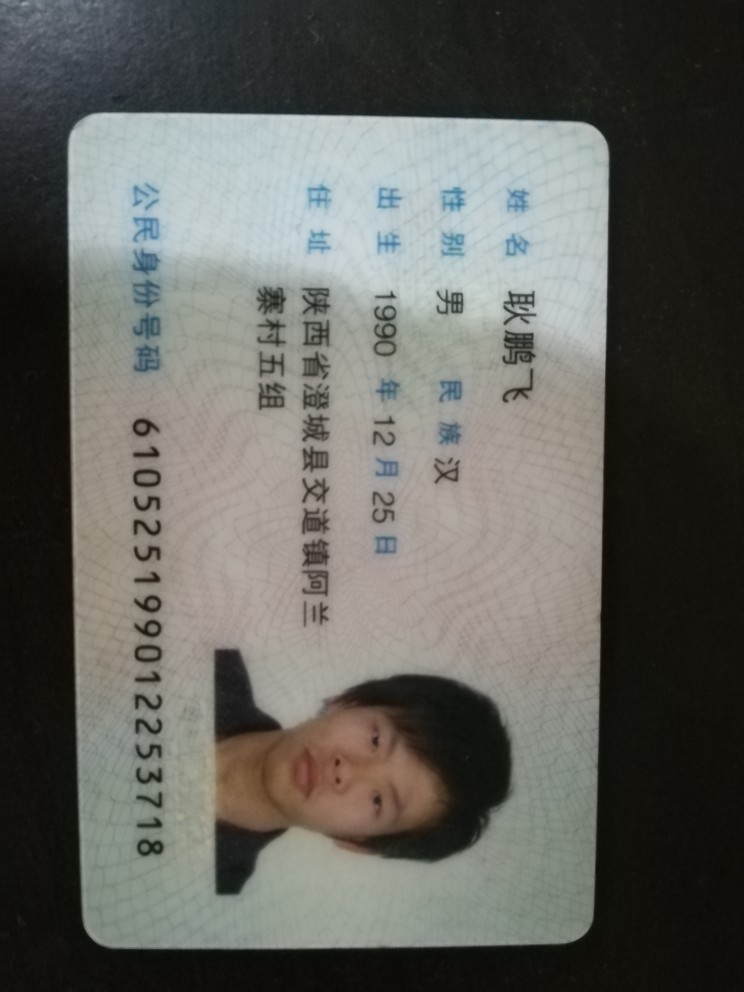 姓名 耿鹏飞
性别 男 民族 汉
出生 1990 年 12 月 25 日
住址 陕西省澄城县交道镇阿兰
寨村五组
公民身份号码 610525199012253718